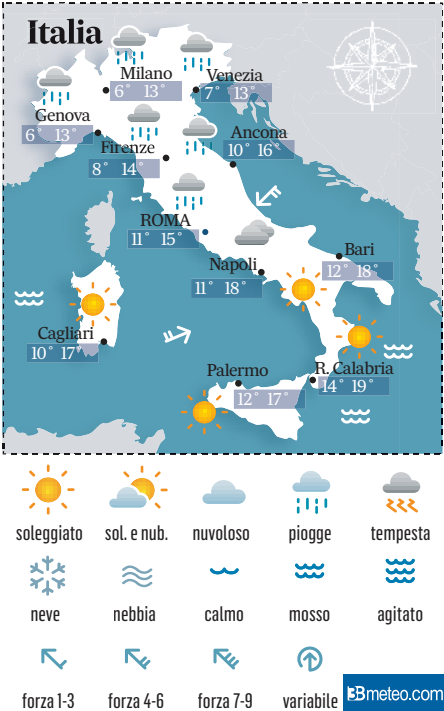 Italia
Milano
6° 13°
Venezia
7° 13°
Genova
6° 13°
Firenze
8° 14°
Ancona
10° 16°
ROMA
11° 15°
Bari
12° 18°
Napoli
11° 18°
Cagliari
10° 17°
Palermo
12° 17°
R. Calabria
14° 19°
soleggiato sol. e nub. nuvoloso piogge tempesta
neve nebbia calmo mosso agitato
forza 1-3 forza 4-6 forza 7-9 variabile
3Bmeteo.com